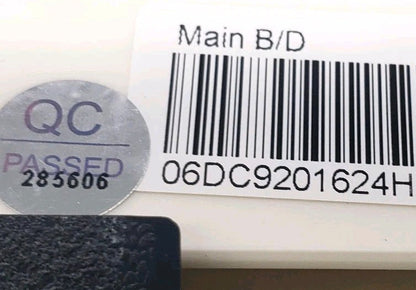 Main B/D
06DC9201624H
QC
PASSED
285606